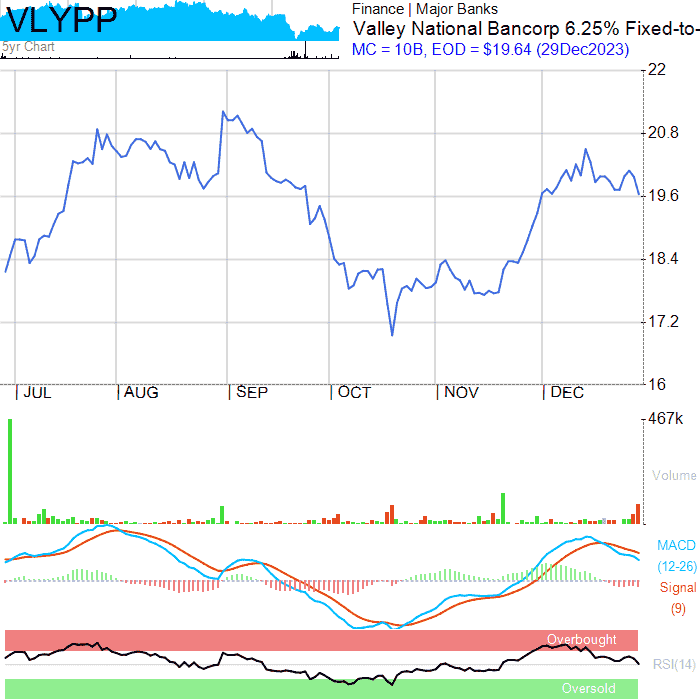 VLYPP
5yr Chart
Finance | Major Banks
Valley National Bancorp 6.25% Fixed-to-
MC = 10B, EOD = $19.64 (29Dec2023)
22
20.8
19.6
18.4
17.2
16
| JUL | AUG | SEP | OCT | NOV | DEC
467k
Volume
MACD
(12-26)
Signal
(9)
Overbought
RSI(14)
Oversold